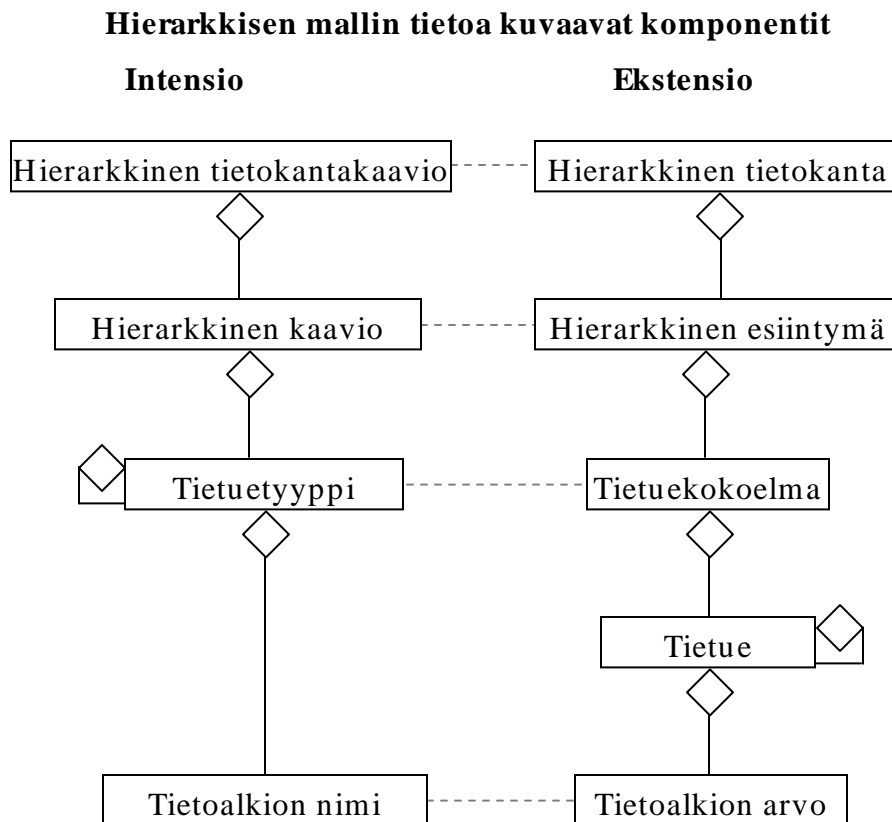 Hierarkkisen mallin tietoa kuvaavat komponentit
Intensio
Ekstensio
Hierarkkinen tietokantakaavio
Hierarkkinen tietokanta
Hierarkkinen kaavio
Hierarkkinen esiintymä
Tietuetyyppi
Tietuekokoelma
Tietue
Tietoalkion nimi
Tietoalkion arvo